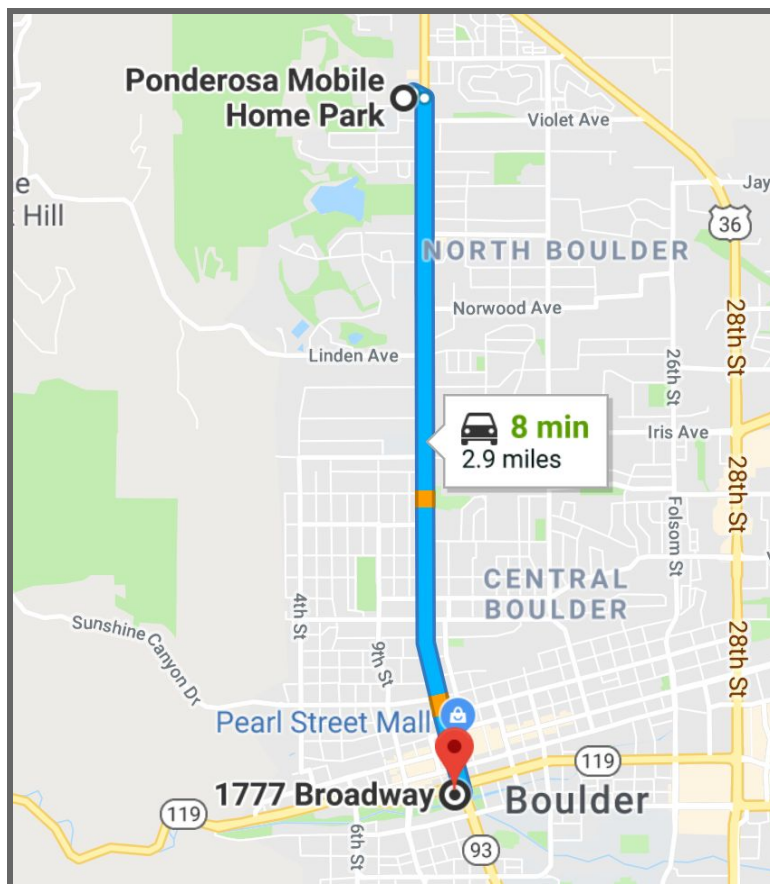 Ponderosa Mobile
Home Park
Violet Ave
e
Jay
Hill
36
NORTH BOULDER
Norwood Ave
28th St
Linden Ave
26th St
8 min
2.9 miles
Iris Ave
28th St
Folsom St
CENTRAL
BOULDER
4th St
Sunshine Canyon Dr
9th St
28th St
Pearl Street Mall
119
1777 Broadway
Boulder
119
6th St
93